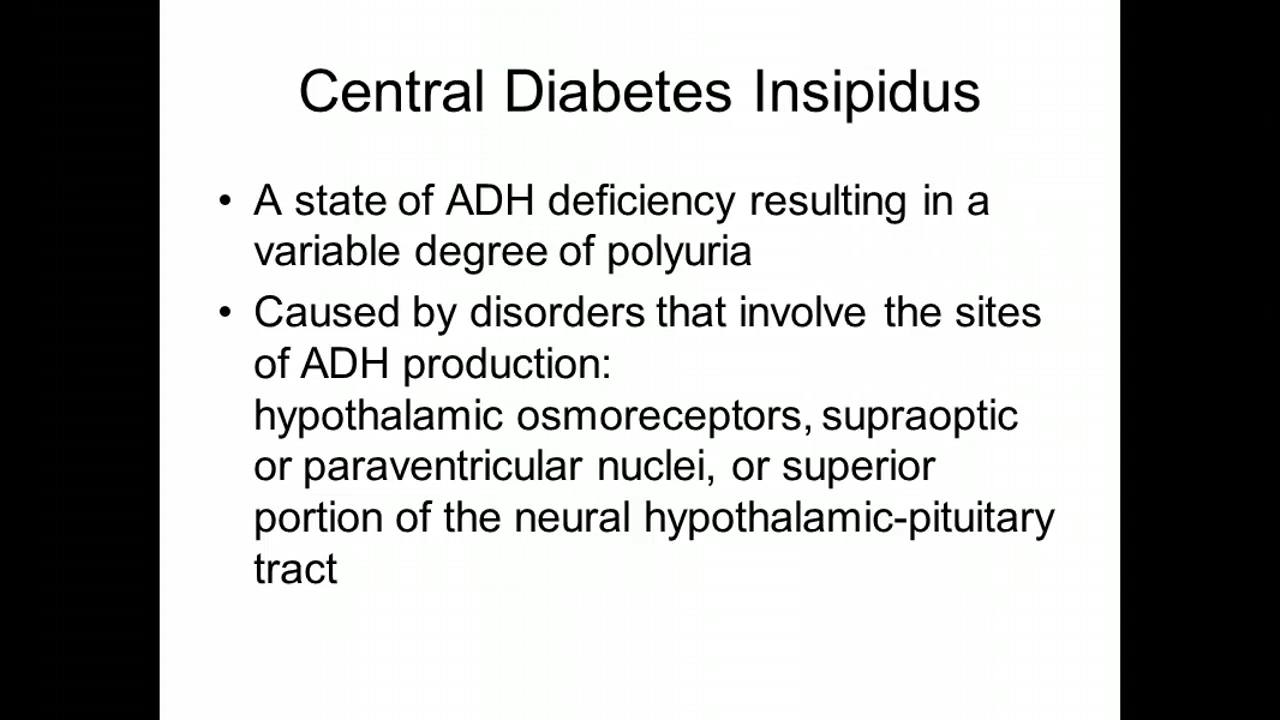 Central Diabetes Insipidus
• A state of ADH deficiency resulting in a
variable degree of polyuria
• Caused by disorders that involve the sites
of ADH production:
hypothalamic osmoreceptors, supraoptic
or paraventricular nuclei, or superior
portion of the neural hypothalamic-pituitary
tract